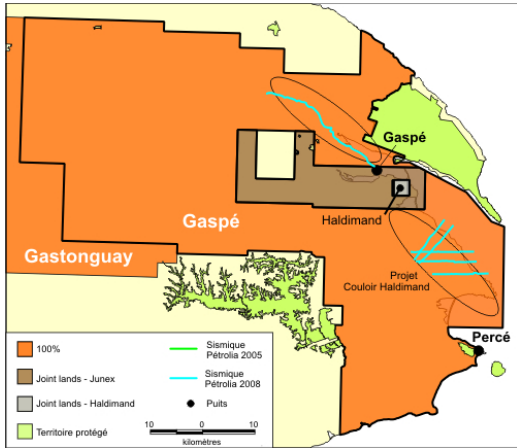 Gaspé
Haldimand
Gaspé
Gastonguay
Projet
Couloir Haldimand
Percé
100%
Joint lands - Junex
Joint lands - Haldimand
Territoire protégé
Sismique
Pétrolia 2005
Sismique
Pétrolia 2008
Puits
10 0 10
kilomètres